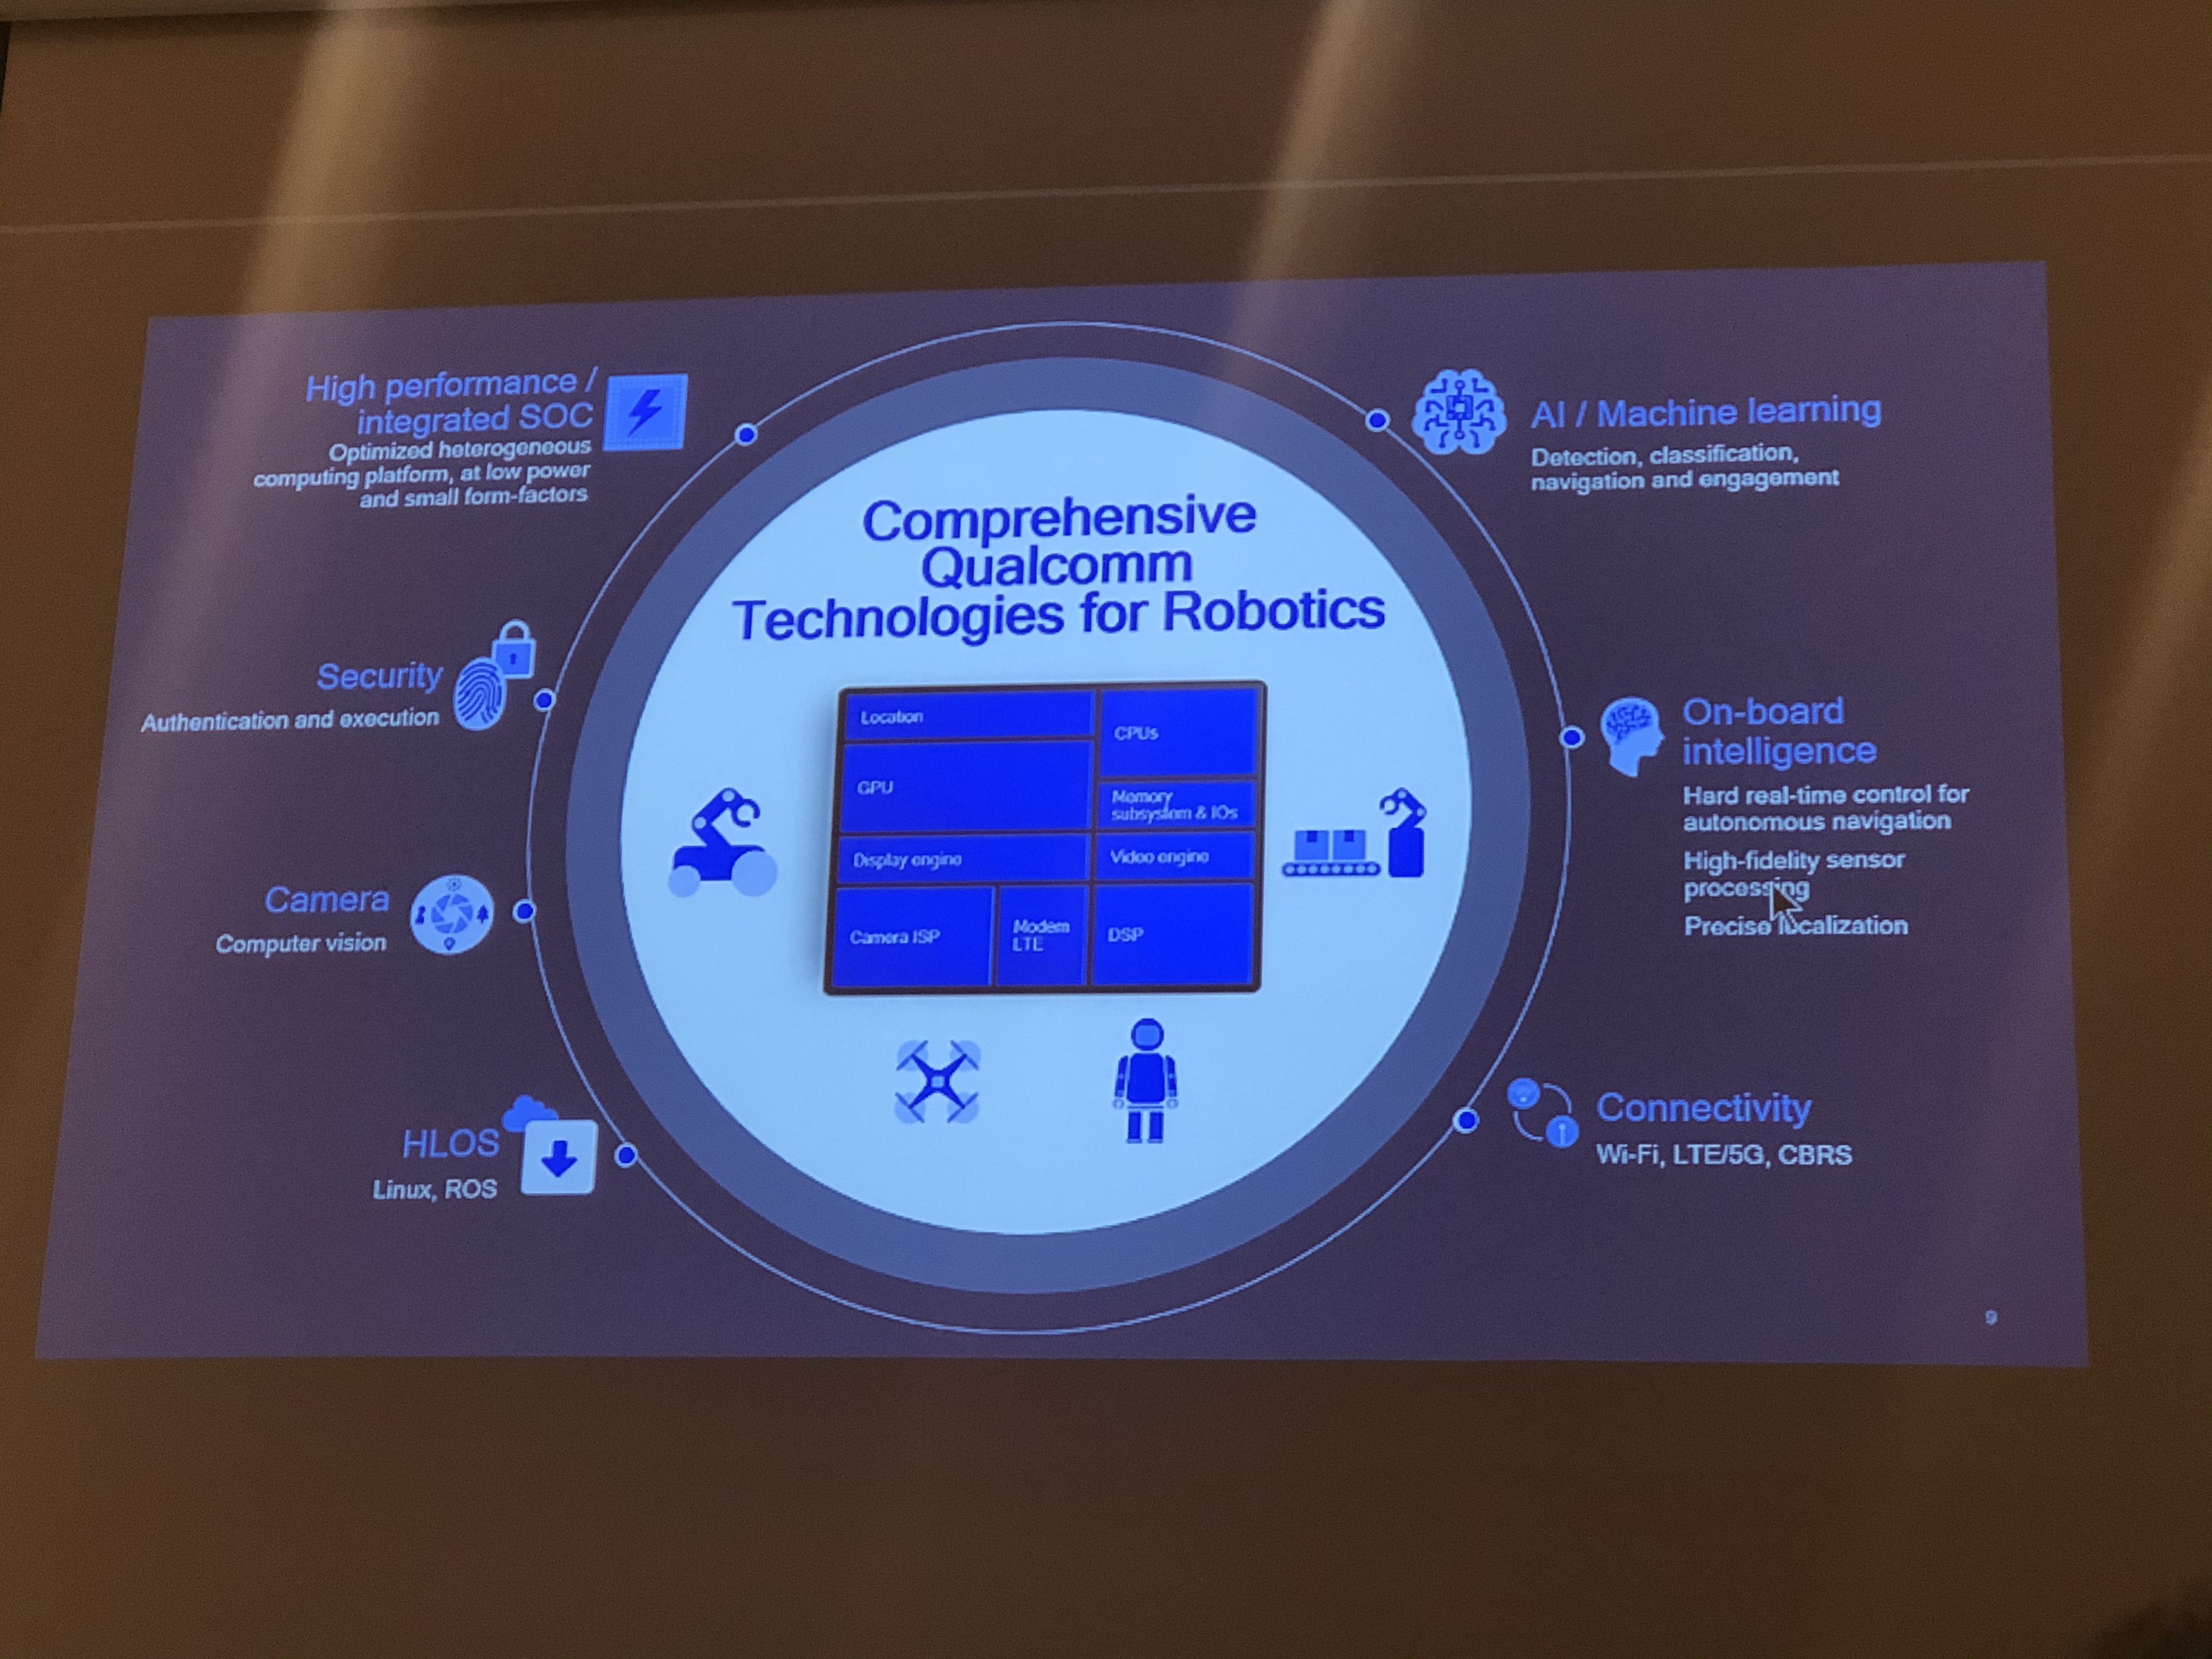 High performance /
integrated SOC
Optimized heterogeneous
computing platform, at low power
and small form-factors
Security
Authentication and execution
Camera
Computer vision
HLOS
Linux, ROS
Comprehensive
Qualcomm
Technologies for Robotics
Location
CPUs
GPU
Memory
subsystem & IOs
Display engine
Video engine
Camera ISP
Modem
LTE
DSP
AI / Machine learning
Detection, classification,
navigation and engagement
On-board
intelligence
Hard real-time control for
autonomous navigation
High-fidelity sensor
processing
Precise localization
Connectivity
Wi-Fi, LTE/5G, CBRS
9